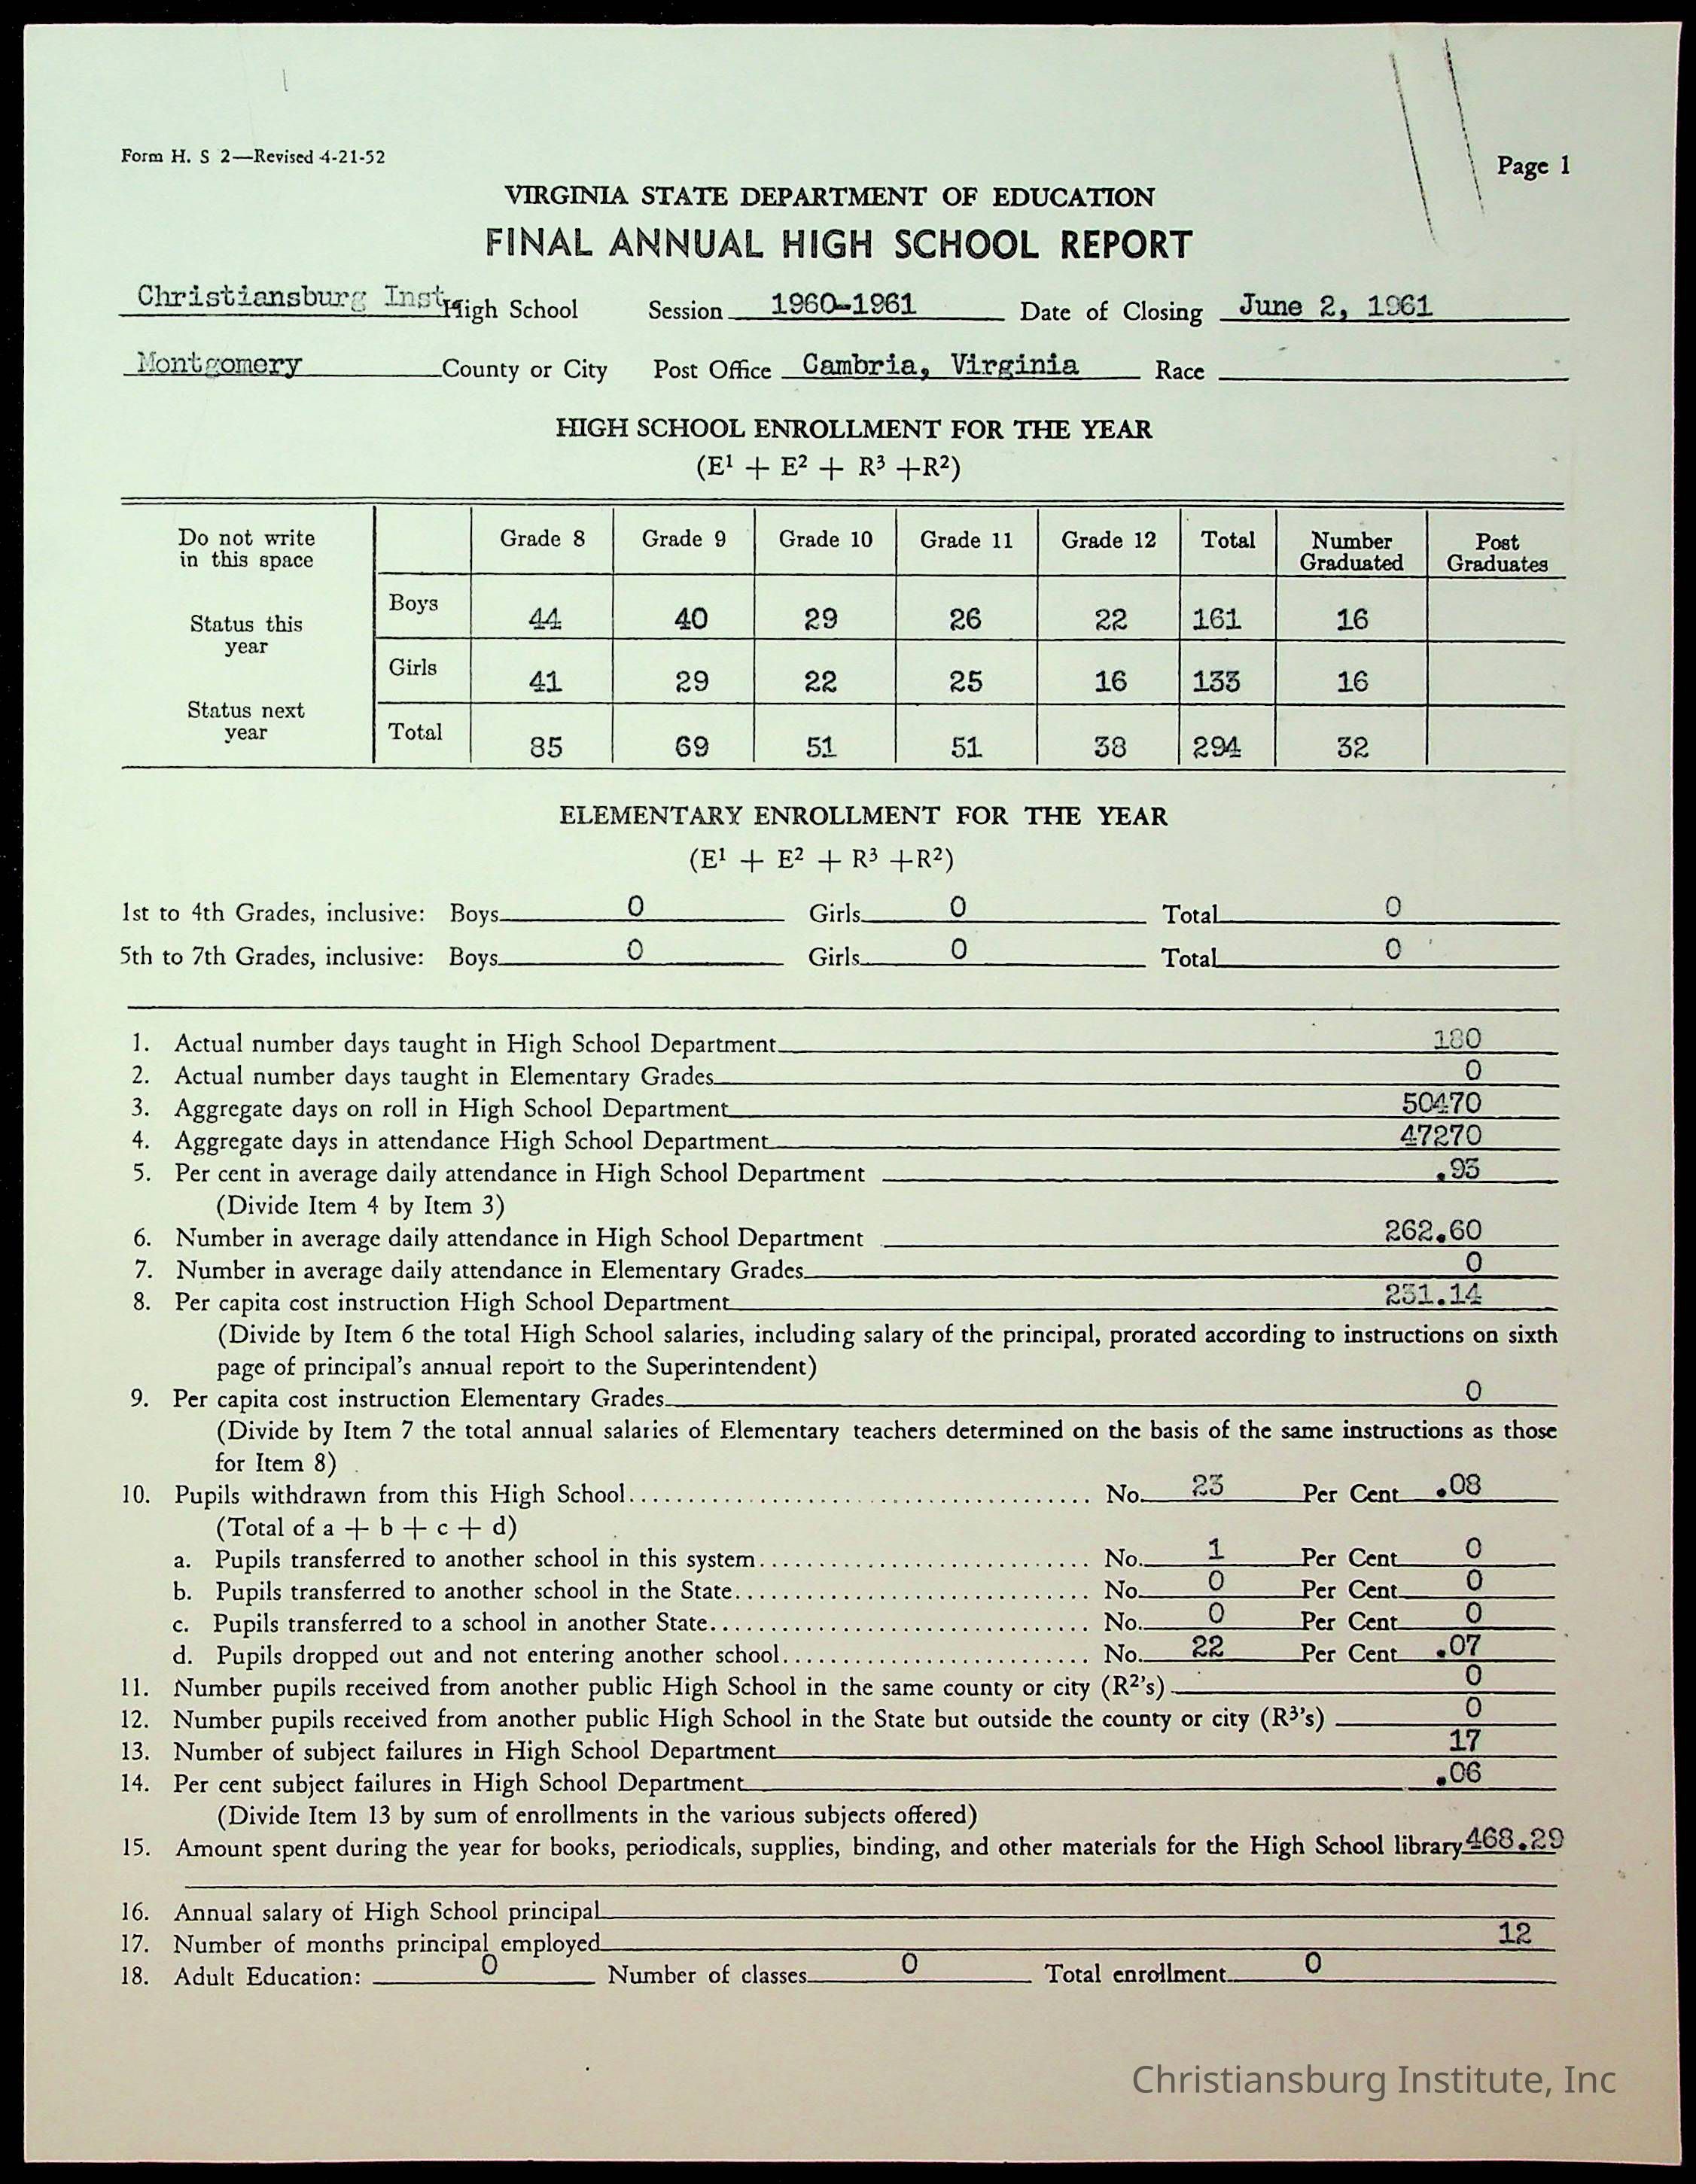 Form H. S 2—Revised 4-21-52
Page 1
VIRGINIA STATE DEPARTMENT OF EDUCATION
FINAL ANNUAL HIGH SCHOOL REPORT
Christiansburg Inst. High School Session 1960-1961 Date of Closing June 2, 1961
Montgomery County or City Post Office Cambria, Virginia Race
HIGH SCHOOL ENROLLMENT FOR THE YEAR
(E¹ + E² + R³ +R²)
Do not write in this space Grade 8 Grade 9 Grade 10 Grade 11 Grade 12 Total Number Graduated Post Graduates
Status this year Boys 44 40 29 26 22 161 16
Girls 41 29 22 25 16 133 16
Status next year Total 85 69 51 51 38 294 32
ELEMENTARY ENROLLMENT FOR THE YEAR
(E¹ + E² + R³ +R²)
1st to 4th Grades, inclusive: Boys 0 Girls 0 Total 0
5th to 7th Grades, inclusive: Boys 0 Girls 0 Total 0
1. Actual number days taught in High School Department 180
2. Actual number days taught in Elementary Grades 0
3. Aggregate days on roll in High School Department 50470
4. Aggregate days in attendance High School Department 47270
5. Per cent in average daily attendance in High School Department .93
(Divide Item 4 by Item 3)
6. Number in average daily attendance in High School Department 262.60
7. Number in average daily attendance in Elementary Grades 0
8. Per capita cost instruction High School Department 231.14
(Divide by Item 6 the total High School salaries, including salary of the principal, prorated according to instructions on sixth
page of principal's annual report to the Superintendent)
9. Per capita cost instruction Elementary Grades 0
(Divide by Item 7 the total annual salaries of Elementary teachers determined on the basis of the same instructions as those
for Item 8)
10. Pupils withdrawn from this High School No. 23 Per Cent .08
(Total of a + b + c + d)
a. Pupils transferred to another school in this system No. 1 Per Cent 0
b. Pupils transferred to another school in the State No. 0 Per Cent 0
c. Pupils transferred to a school in another State No. 0 Per Cent 0
d. Pupils dropped out and not entering another school No. 22 Per Cent .07
11. Number pupils received from another public High School in the same county or city (R²'s) 0
12. Number pupils received from another public High School in the State but outside the county or city (R³'s) 0
13. Number of subject failures in High School Department 17
14. Per cent subject failures in High School Department .06
(Divide Item 13 by sum of enrollments in the various subjects offered)
15. Amount spent during the year for books, periodicals, supplies, binding, and other materials for the High School library 468.29
16. Annual salary of High School principal
17. Number of months principal employed 12
18. Adult Education: 0 Number of classes 0 Total enrollment 0
Christiansburg Institute, Inc